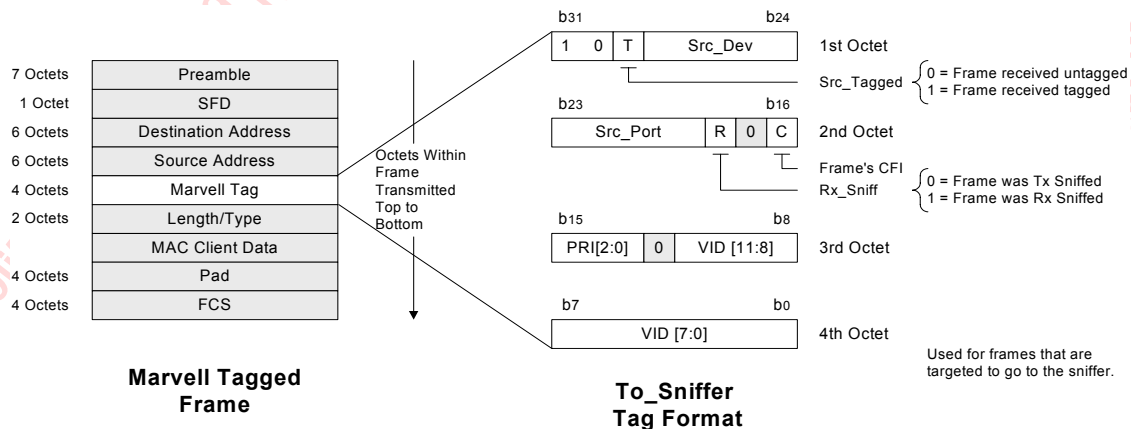 b31 b24
1 0 T Src_Dev 1st Octet
Src_Tagged 0 = Frame received untagged
1 = Frame received tagged
b23 b16
Src_Port R 0 C 2nd Octet
Frame's CFI
Rx_Sniff 0 = Frame was Tx Sniffed
1 = Frame was Rx Sniffed
b15 b8
PRI[2:0] 0 VID [11:8] 3rd Octet
b7 b0
VID [7:0] 4th Octet
Used for frames that are
targeted to go to the sniffer.
To_Sniffer
Tag Format
7 Octets Preamble
1 Octet SFD
6 Octets Destination Address
6 Octets Source Address
4 Octets Marvell Tag
2 Octets Length/Type
MAC Client Data
4 Octets Pad
4 Octets FCS
Octets Within
Frame
Transmitted
Top to
Bottom
Marvell Tagged
Frame